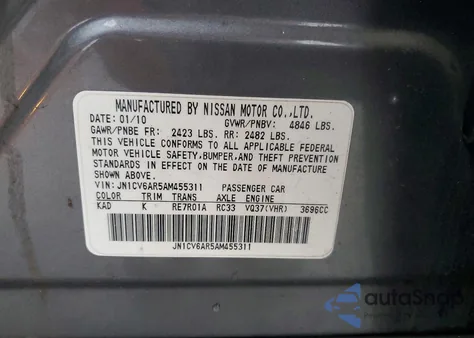 MANUFACTURED BY NISSAN MOTOR CO.,LTD.
DATE: 01/10 GVWR/PNBV: 4846 LBS.
GAWR/PNBE FR: 2423 LBS. RR: 2482 LBS.
THIS VEHICLE CONFORMS TO ALL APPLICABLE FEDERAL
MOTOR VEHICLE SAFETY,BUMPER,AND THEFT PREVENTION
STANDARDS IN EFFECT ON THE DATE OF MANUFACTURE
SHOWN ABOVE.
VIN: JN1CV6AR5AM455311 PASSENGER CAR
COLOR TRIM TRANS AXLE ENGINE
KAD K RE7R01A RC33 VQ37(VHR) 3696CC
JN1CV6AR5AM455311
autoSnap